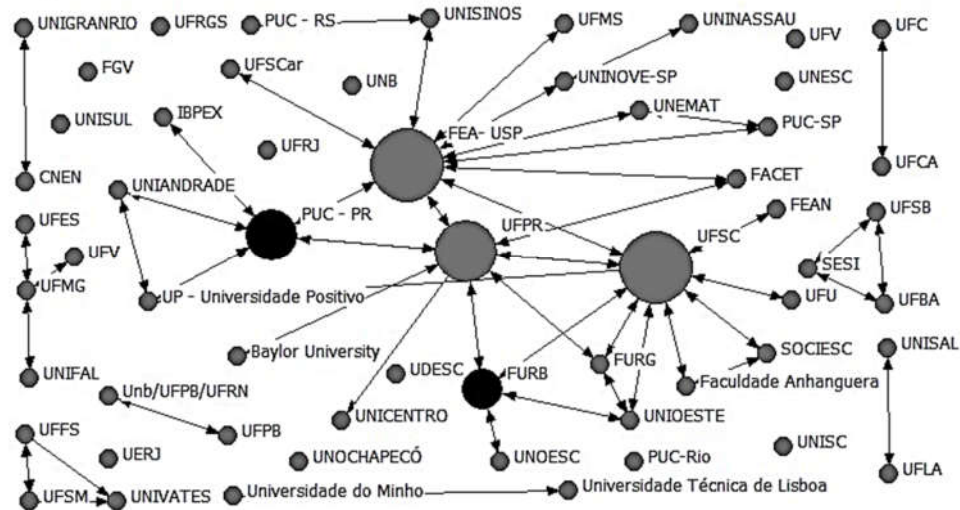 UNIGRANRIO
UFRGS
PUC - RS
UNISINOS
UFMS
UNINASSAU
UFV
UFC
FGV
UFSCar
UNB
UNINOVE-SP
UNESC
UNISUL
IBPEX
UFRJ
FEA- USP
UNEMAT
PUC-SP
UFCA
CNEN
UNIANDRADE
FACET
UFES
PUC - PR
UFPR
UFSC
FEAN
UFSB
UFV
SESI
UFMG
UP - Universidade Positivo
UFU
UFBA
Baylor University
UDESC
FURB
FURG
SOCIESC
UNISAL
UNIFAL
Unb/UFPB/UFRN
Faculdade Anhanguera
UFFS
UFPB
UNICENTRO
UNIOESTE
UERJ
UNOCHAPECÓ
UNOESC
PUC-Rio
UNISC
UFLA
UFSM
UNIVATES
Universidade do Minho
Universidade Técnica de Lisboa